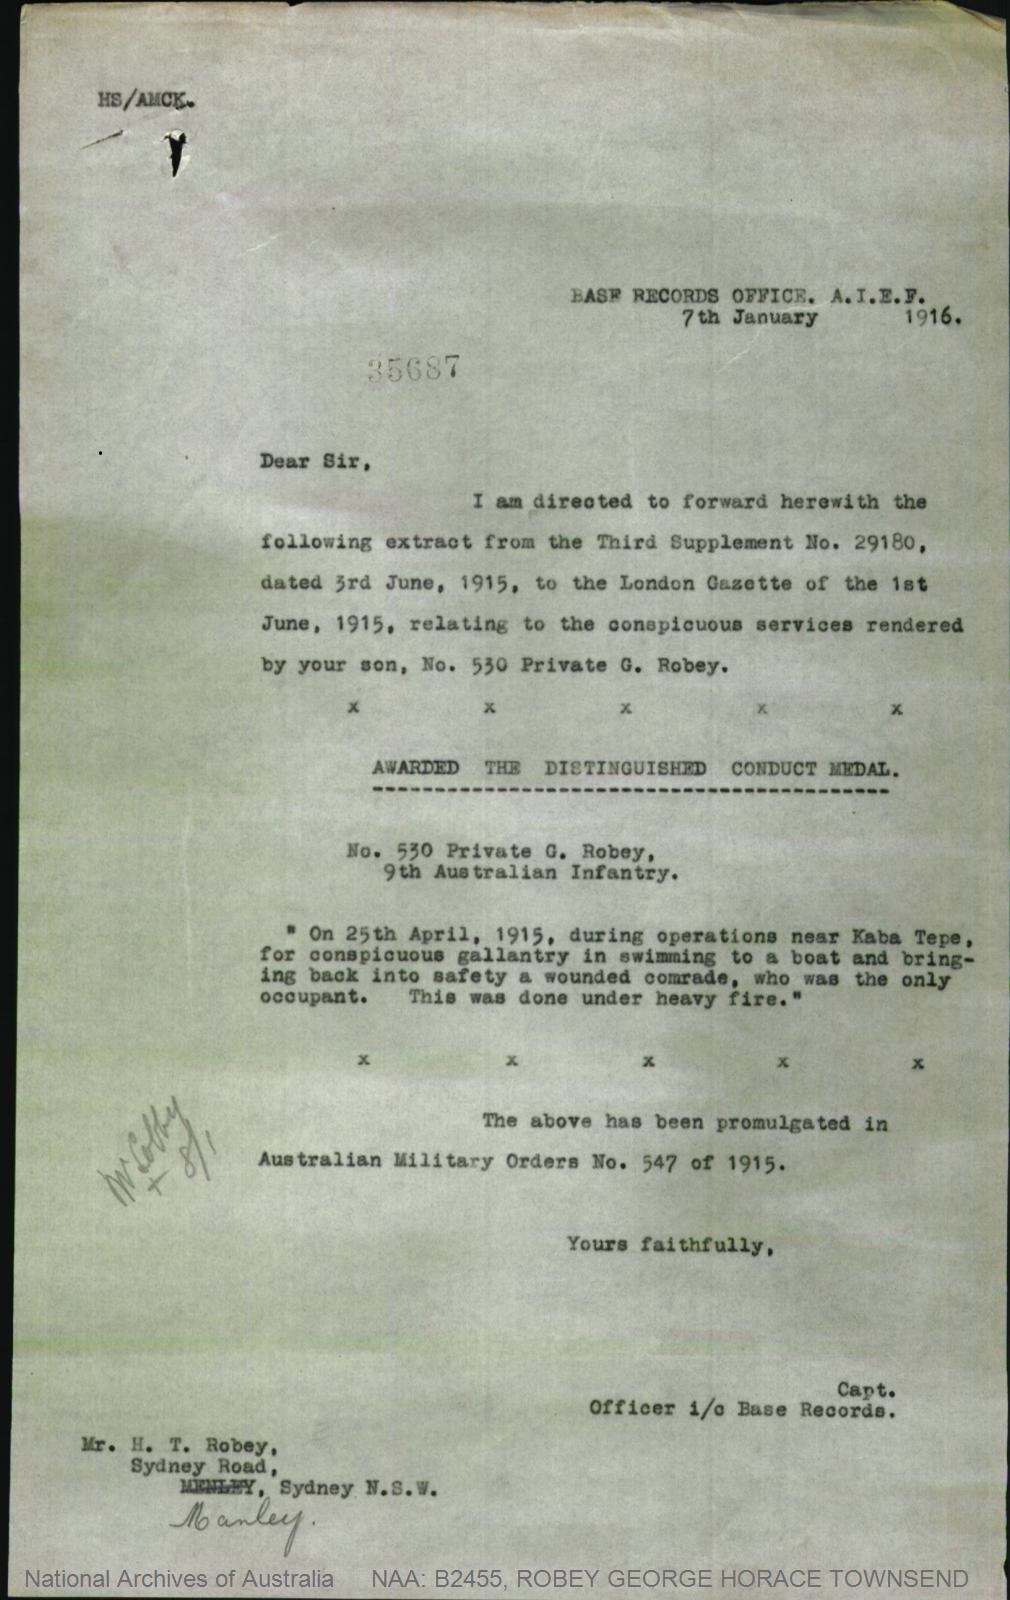 HS/AMCK.
BASE RECORDS OFFICE. A.I.E.F.
7th January 1916.
35687
Dear Sir,
I am directed to forward herewith the
following extract from the Third Supplement No. 29180,
dated 3rd June, 1915, to the London Gazette of the 1st
June, 1915, relating to the conspicuous services rendered
by your son, No. 530 Private G. Robey.
x x x x x
AWARDED THE DISTINGUISHED CONDUCT MEDAL.
No. 530 Private G. Robey,
9th Australian Infantry.
" On 25th April, 1915, during operations near Kaba Tepe,
for conspicuous gallantry in swimming to a boat and bring-
ing back into safety a wounded comrade, who was the only
occupant. This was done under heavy fire."
x x x x x
The above has been promulgated in
Australian Military Orders No. 547 of 1915.
8/1
Yours faithfully,
Capt.
Officer i/c Base Records.
Mr. H. T. Robey,
Sydney Road,
MENLEY, Sydney N.S.W.
Manley.
National Archives of Australia NAA: B2455, ROBEY GEORGE HORACE TOWNSEND